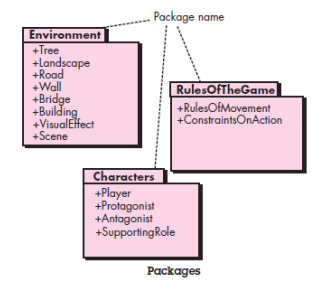 Package name
Environment
+Tree
+Landscape
+Road
+Wall
+Bridge
+Building
+VisualEffect
+Scene
RulesOfTheGame
+RulesOfMovement
+ConstraintsOnAction
Characters
+Player
+Protagonist
+Antagonist
+SupportingRole
Packages